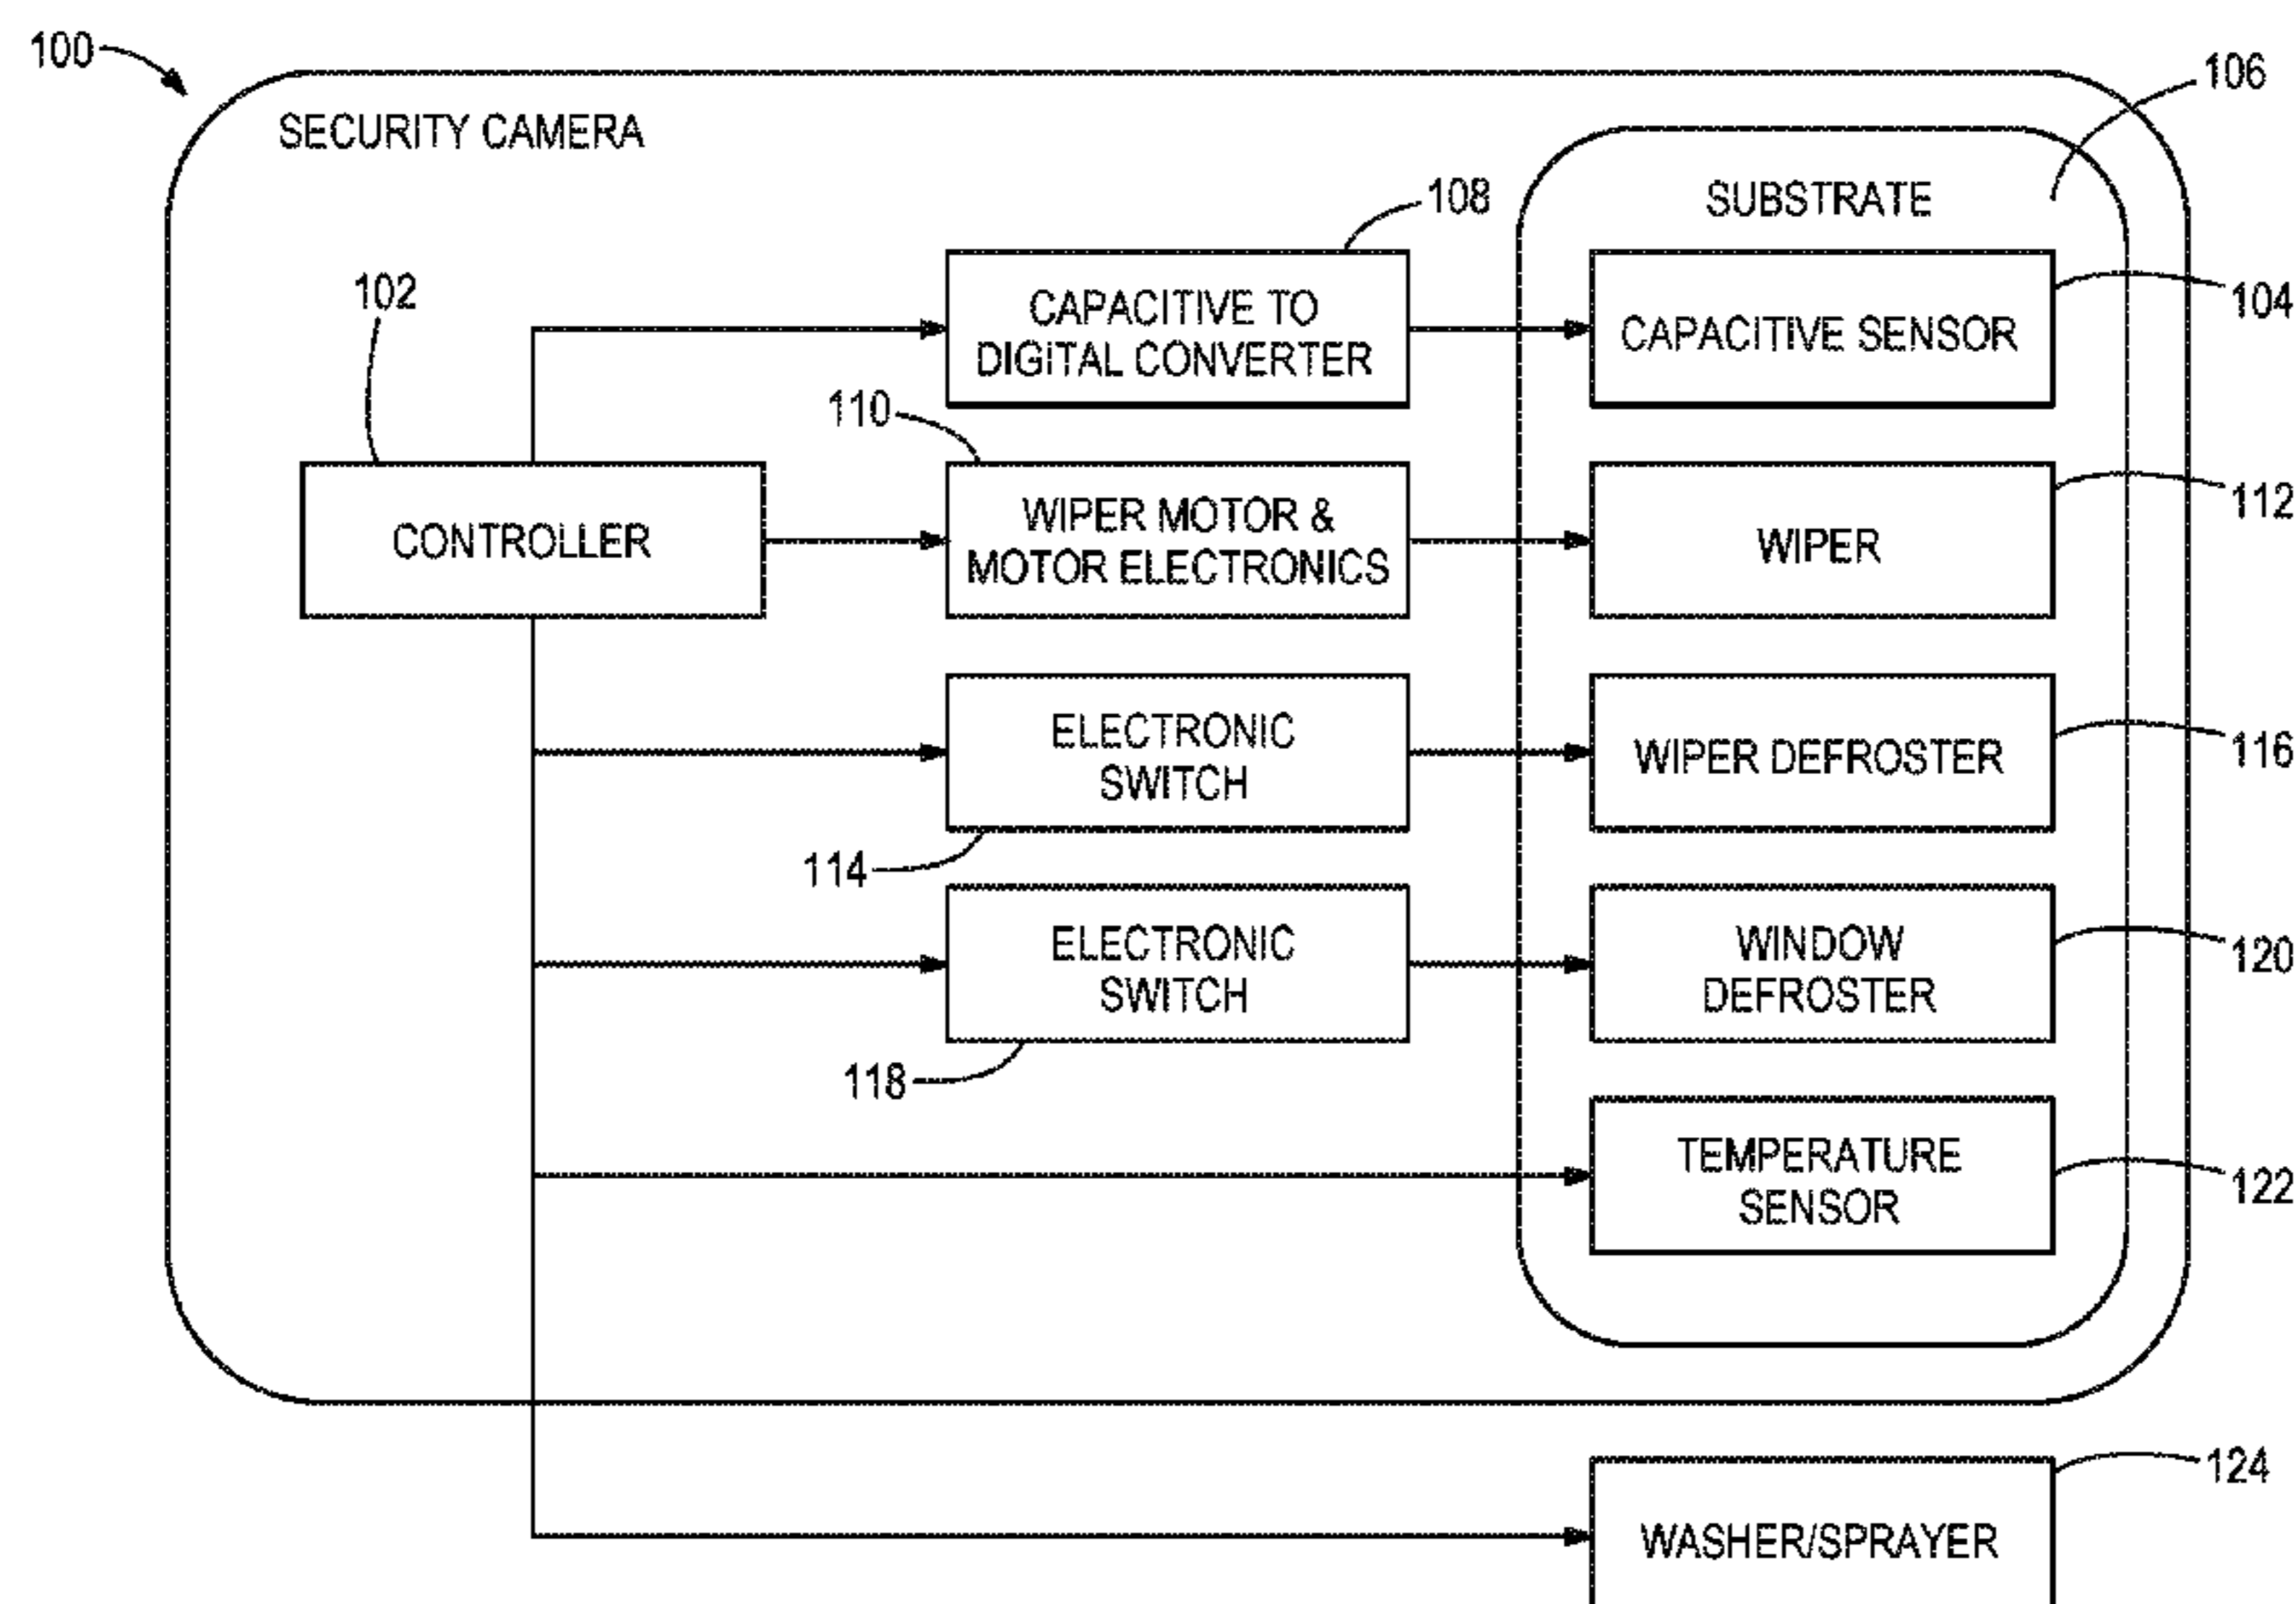 100
106
SECURITY CAMERA
SUBSTRATE
108
102
CAPACITIVE TO
DIGITAL CONVERTER
CAPACITIVE SENSOR
104
110
CONTROLLER
WIPER MOTOR &
MOTOR ELECTRONICS
WIPER
112
ELECTRONIC
SWITCH
WIPER DEFROSTER
116
114
ELECTRONIC
SWITCH
WINDOW
DEFROSTER
120
118
TEMPERATURE
SENSOR
122
124
WASHER/SPRAYER